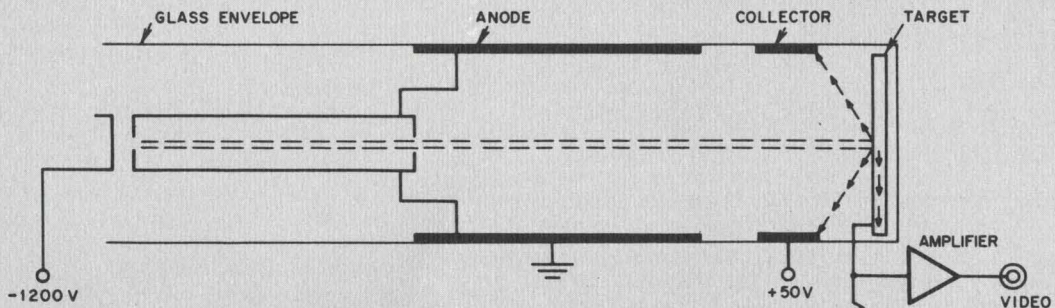 GLASS ENVELOPE
ANODE
COLLECTOR
TARGET
AMPLIFIER
-1200 V
+50V
VIDEO